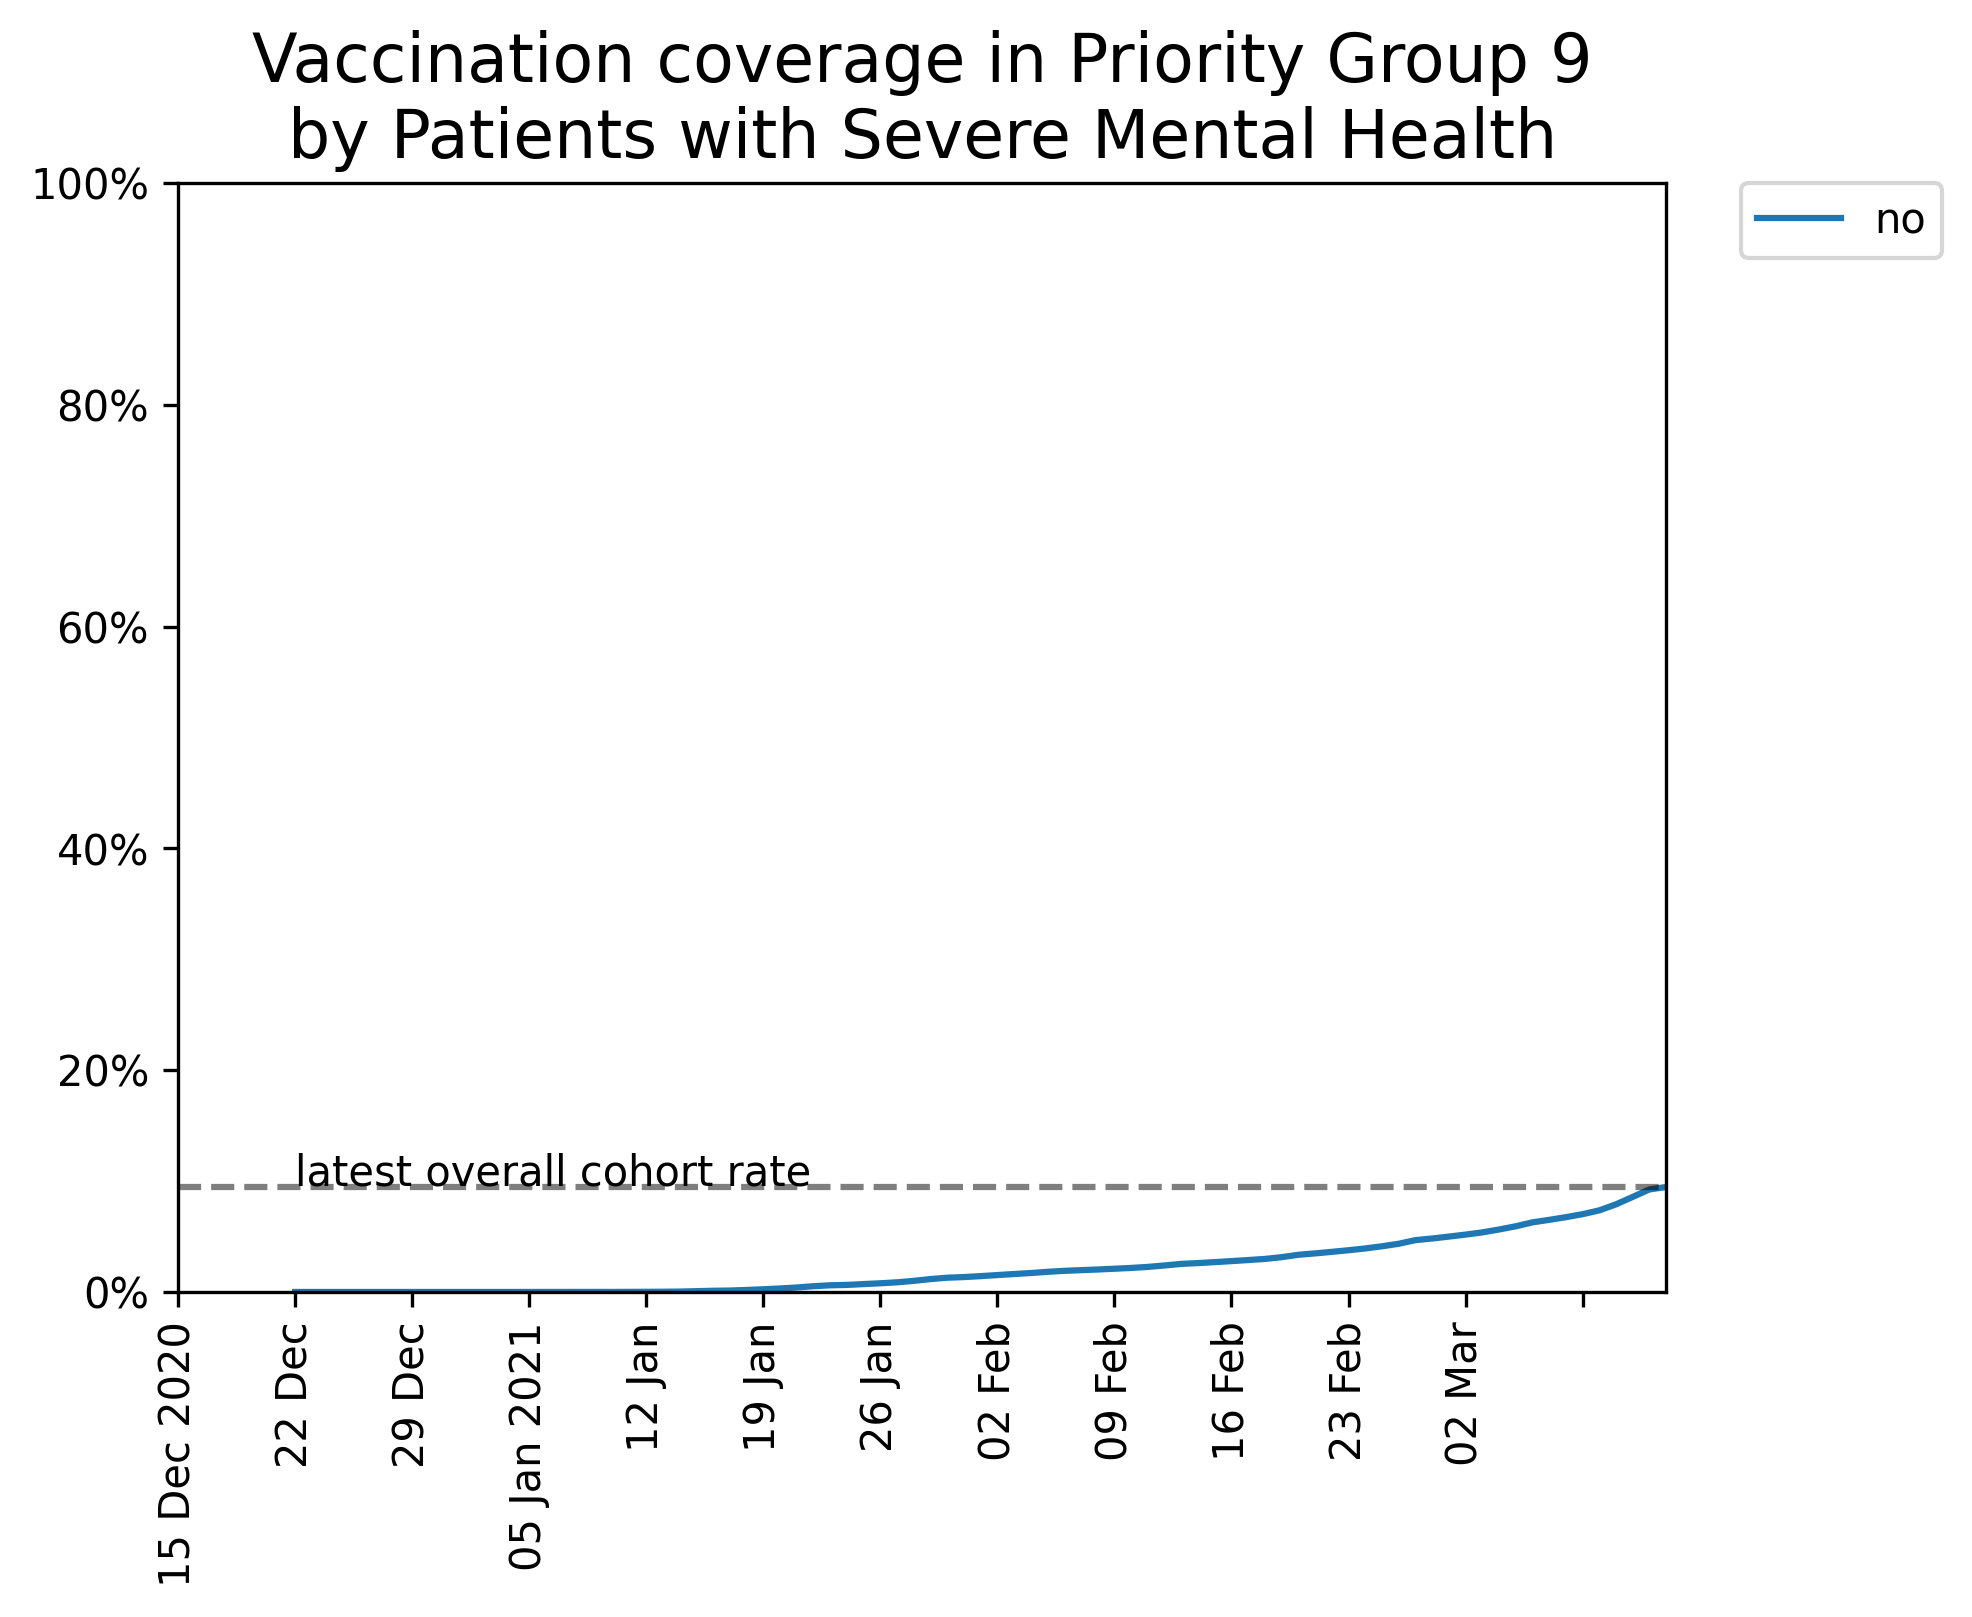 Vaccination coverage in Priority Group 9
by Patients with Severe Mental Health
100%
80%
60%
40%
20%
0%
no
latest overall cohort rate
15 Dec 2020
22 Dec
29 Dec
05 Jan 2021
12 Jan
19 Jan
26 Jan
02 Feb
09 Feb
16 Feb
23 Feb
02 Mar